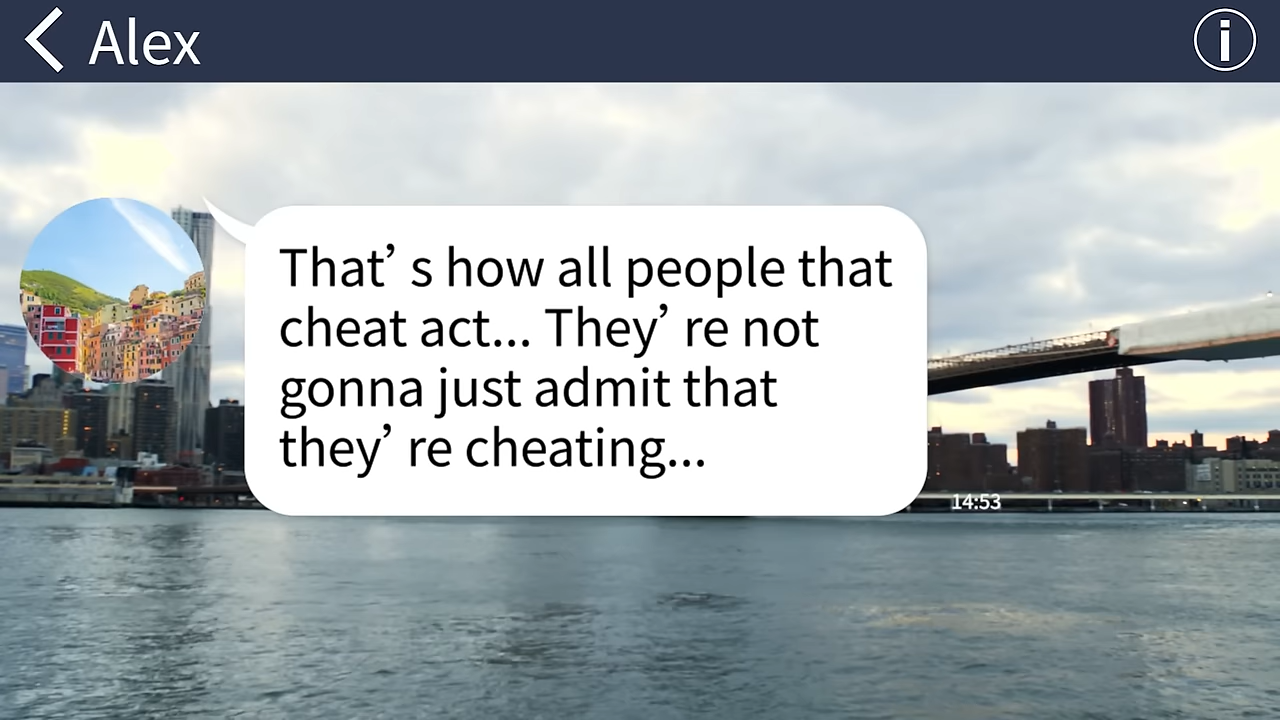 Alex
That’ s how all people that
cheat act... They’ re not
gonna just admit that
they’ re cheating...
14:53